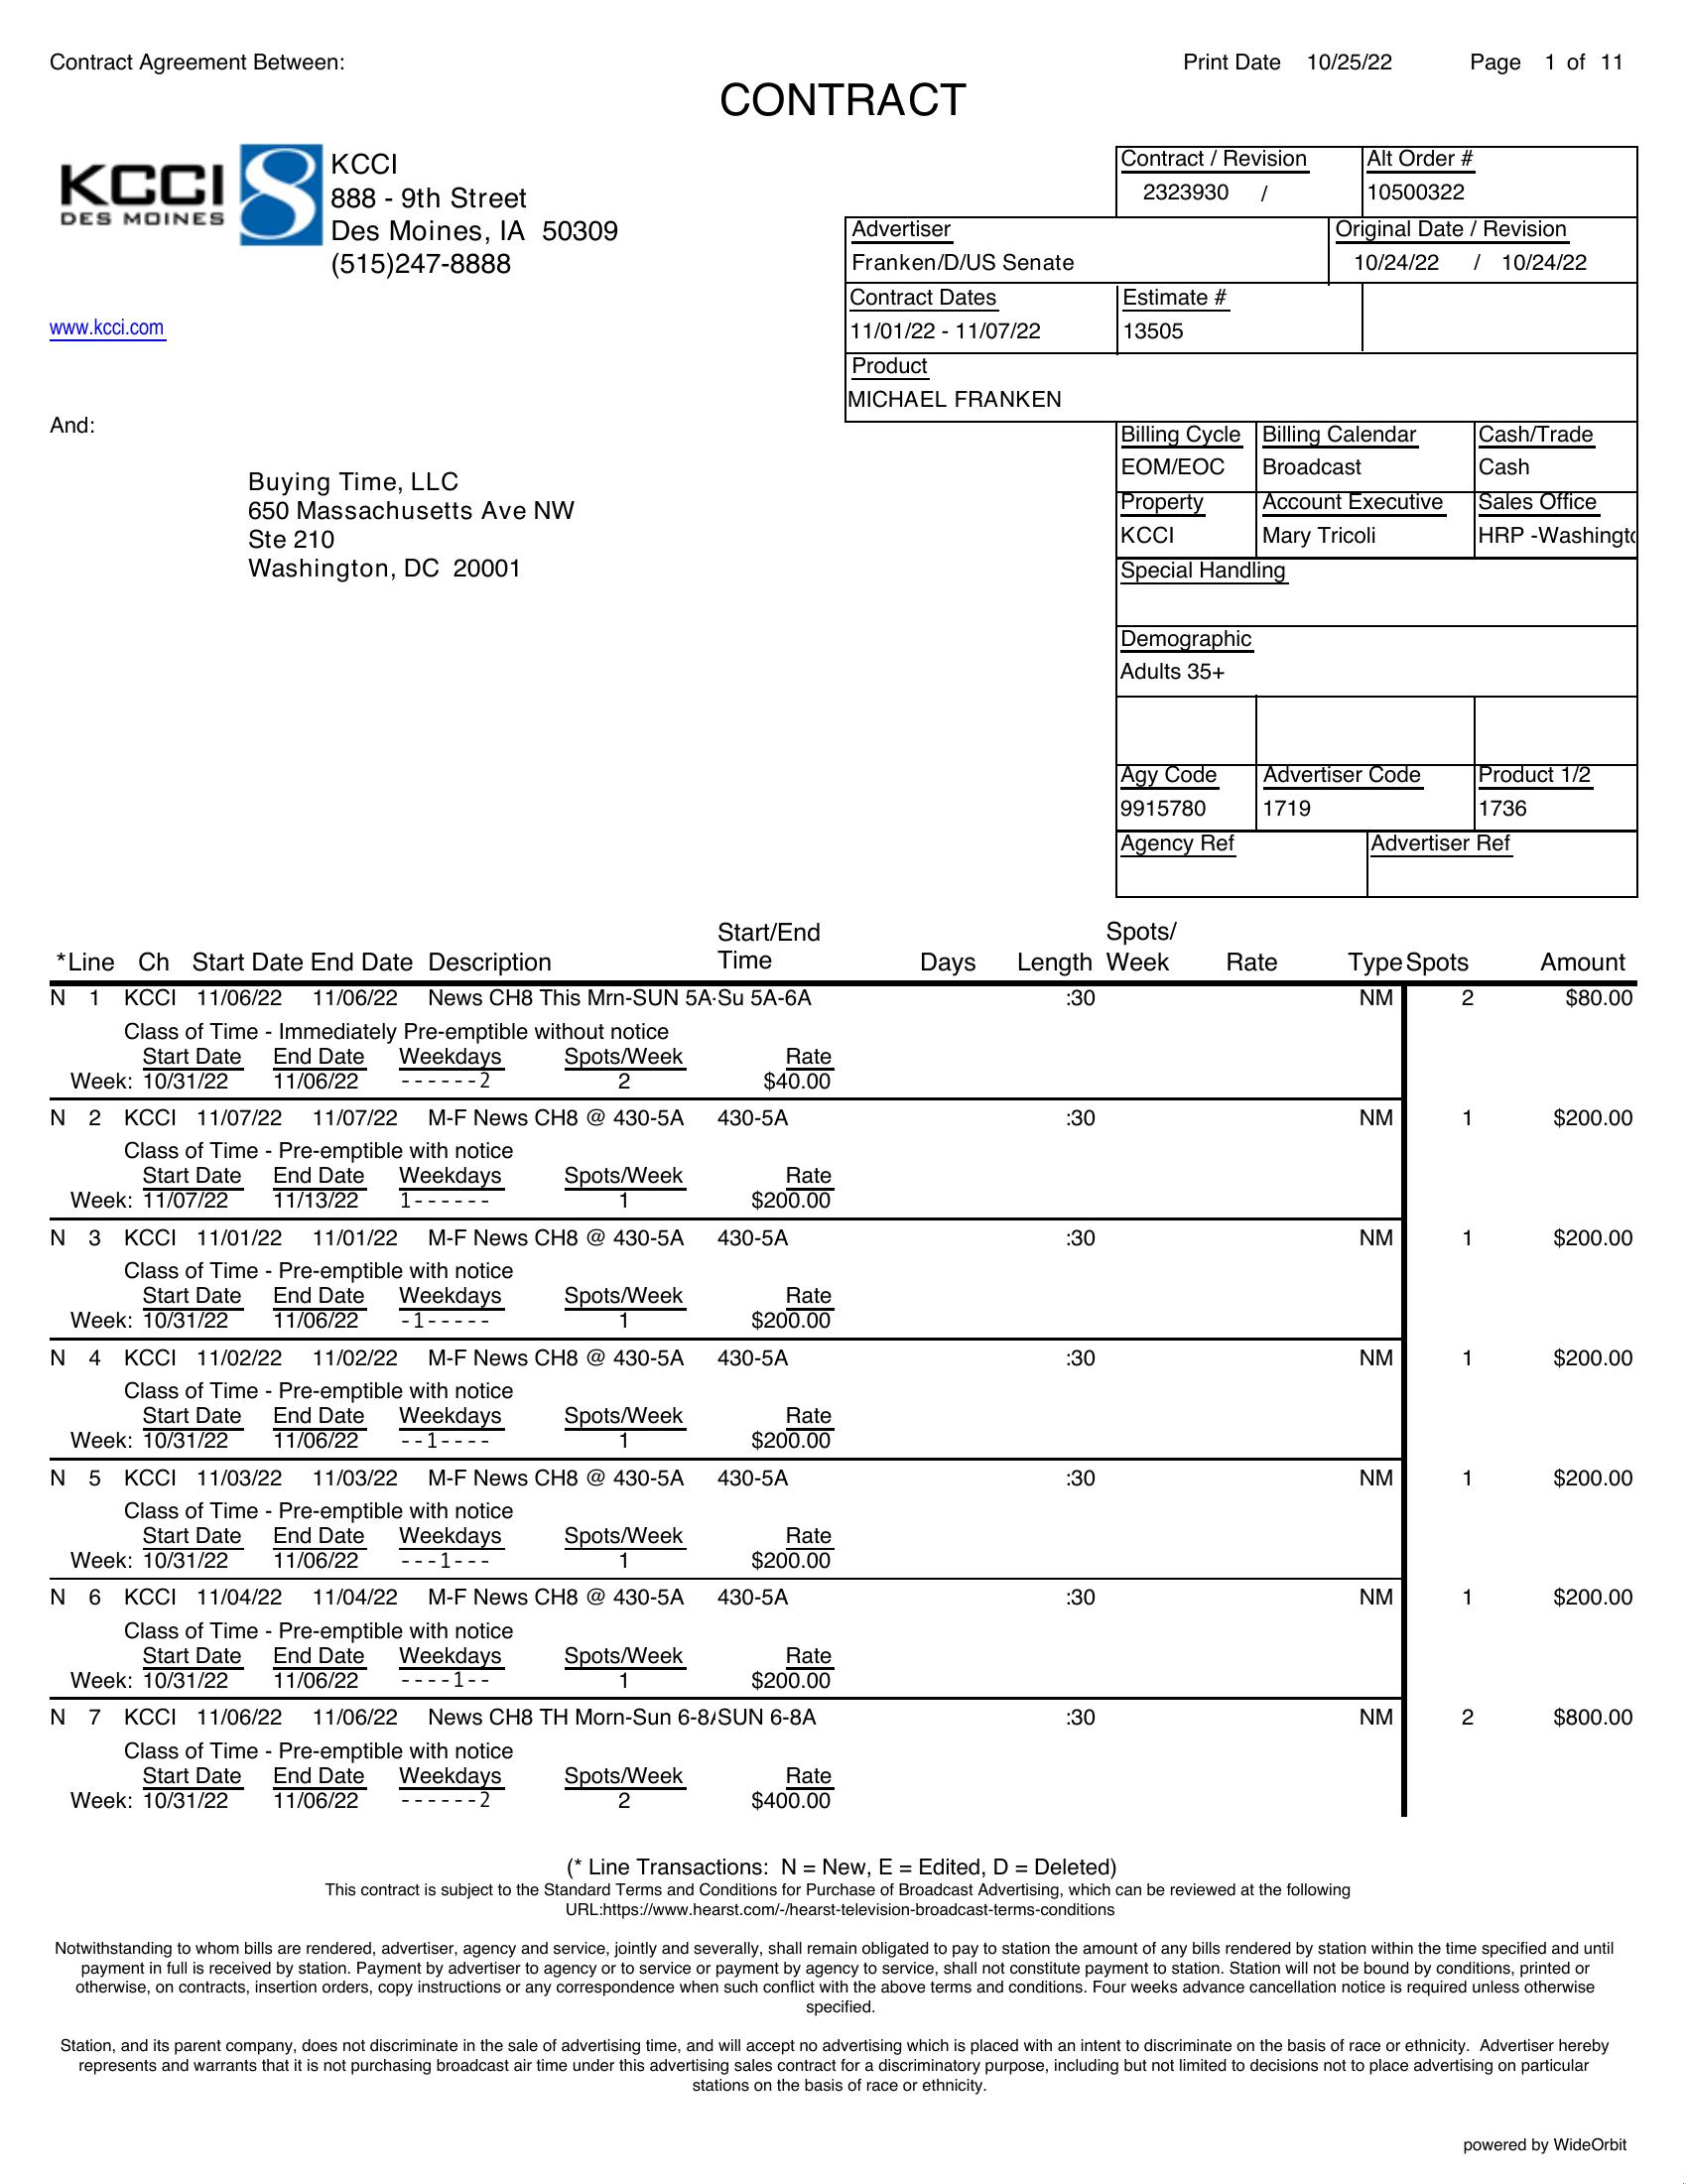 Contract Agreement Between:
Print Date 10/25/22 Page 1 of 11
CONTRACT
KCCI 8
DES MOINES
KCCI
888 - 9th Street
Des Moines, IA 50309
(515)247-8888
www.kcci.com
And:
Buying Time, LLC
650 Massachusetts Ave NW
Ste 210
Washington, DC 20001
Contract / Revision Alt Order #
2323930 / 10500322
Advertiser Original Date / Revision
Franken/D/US Senate 10/24/22 / 10/24/22
Contract Dates Estimate #
11/01/22 - 11/07/22 13505
Product
MICHAEL FRANKEN
Billing Cycle Billing Calendar Cash/Trade
EOM/EOC Broadcast Cash
Property Account Executive Sales Office
KCCI Mary Tricoli HRP -Washingto
Special Handling
Demographic
Adults 35+
Agy Code Advertiser Code Product 1/2
9915780 1719 1736
Agency Ref Advertiser Ref
Start/End Spots/
*Line Ch Start Date End Date Description Time Days Length Week Rate Type Spots Amount
N 1 KCCI 11/06/22 11/06/22 News CH8 This Mrn-SUN 5A-Su 5A-6A :30 NM 2 $80.00
Class of Time - Immediately Pre-emptible without notice
Start Date End Date Weekdays Spots/Week Rate
Week: 10/31/22 11/06/22 ------2 2 $40.00
N 2 KCCI 11/07/22 11/07/22 M-F News CH8 @ 430-5A 430-5A :30 NM 1 $200.00
Class of Time - Pre-emptible with notice
Start Date End Date Weekdays Spots/Week Rate
Week: 11/07/22 11/13/22 1------ 1 $200.00
N 3 KCCI 11/01/22 11/01/22 M-F News CH8 @ 430-5A 430-5A :30 NM 1 $200.00
Class of Time - Pre-emptible with notice
Start Date End Date Weekdays Spots/Week Rate
Week: 10/31/22 11/06/22 -1----- 1 $200.00
N 4 KCCI 11/02/22 11/02/22 M-F News CH8 @ 430-5A 430-5A :30 NM 1 $200.00
Class of Time - Pre-emptible with notice
Start Date End Date Weekdays Spots/Week Rate
Week: 10/31/22 11/06/22 --1---- 1 $200.00
N 5 KCCI 11/03/22 11/03/22 M-F News CH8 @ 430-5A 430-5A :30 NM 1 $200.00
Class of Time - Pre-emptible with notice
Start Date End Date Weekdays Spots/Week Rate
Week: 10/31/22 11/06/22 ---1--- 1 $200.00
N 6 KCCI 11/04/22 11/04/22 M-F News CH8 @ 430-5A 430-5A :30 NM 1 $200.00
Class of Time - Pre-emptible with notice
Start Date End Date Weekdays Spots/Week Rate
Week: 10/31/22 11/06/22 ----1-- 1 $200.00
N 7 KCCI 11/06/22 11/06/22 News CH8 TH Morn-Sun 6-8/SUN 6-8A :30 NM 2 $800.00
Class of Time - Pre-emptible with notice
Start Date End Date Weekdays Spots/Week Rate
Week: 10/31/22 11/06/22 ------2 2 $400.00
(* Line Transactions: N = New, E = Edited, D = Deleted)
This contract is subject to the Standard Terms and Conditions for Purchase of Broadcast Advertising, which can be reviewed at the following
URL:https://www.hearst.com/-/hearst-television-broadcast-terms-conditions
Notwithstanding to whom bills are rendered, advertiser, agency and service, jointly and severally, shall remain obligated to pay to station the amount of any bills rendered by station within the time specified and until
payment in full is received by station. Payment by advertiser to agency or to service or payment by agency to service, shall not constitute payment to station. Station will not be bound by conditions, printed or
otherwise, on contracts, insertion orders, copy instructions or any correspondence when such conflict with the above terms and conditions. Four weeks advance cancellation notice is required unless otherwise
specified.
Station, and its parent company, does not discriminate in the sale of advertising time, and will accept no advertising which is placed with an intent to discriminate on the basis of race or ethnicity. Advertiser hereby
represents and warrants that it is not purchasing broadcast air time under this advertising sales contract for a discriminatory purpose, including but not limited to decisions not to place advertising on particular
stations on the basis of race or ethnicity.
powered by WideOrbit